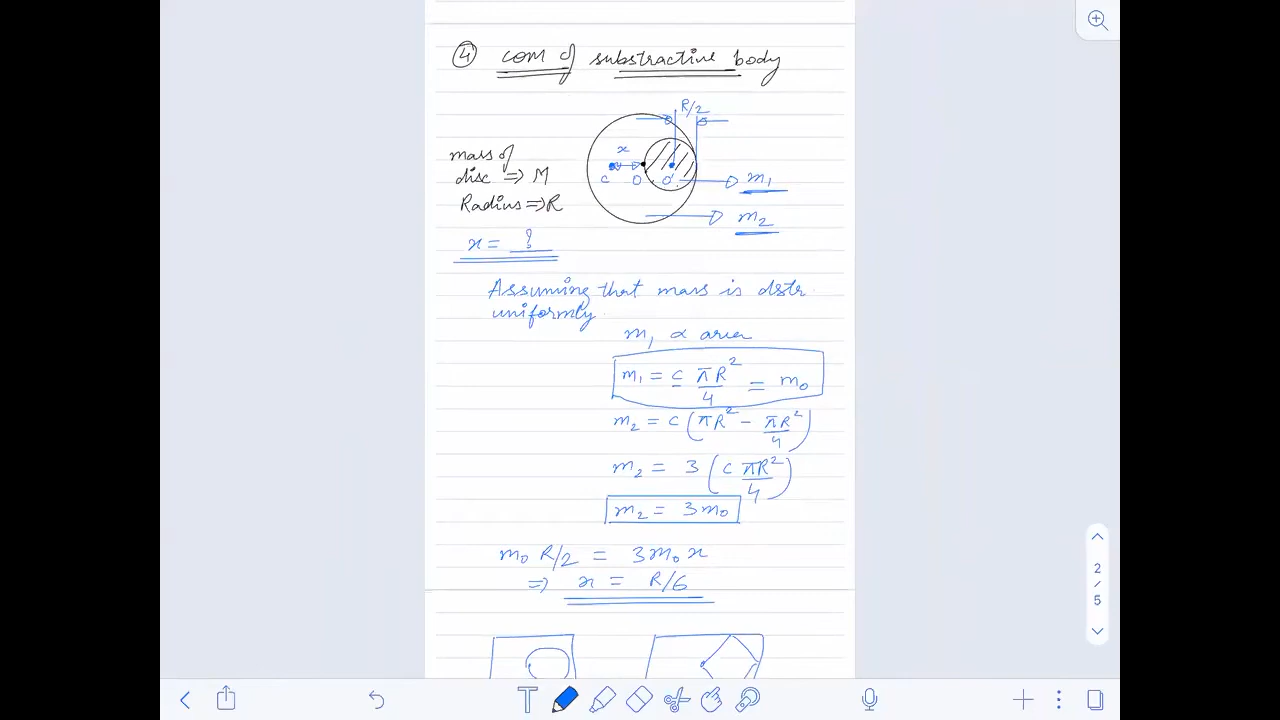 ④ com of substractive body
R/2
x
C O O'
m₁
m₂
mass of
disc ⇒ M
Radius ⇒ R
x = ?
Assuming that mass is dstr
uniformly.
m₁ ∝ area
m₁ = c πR²/4 = m₀
m₂ = c (πR² − πR²/4)
m₂ = 3 (c πR²/4)
m₂ = 3m₀
m₀ R/2 = 3m₀ x
⇒ x = R/6
2
/
5
T